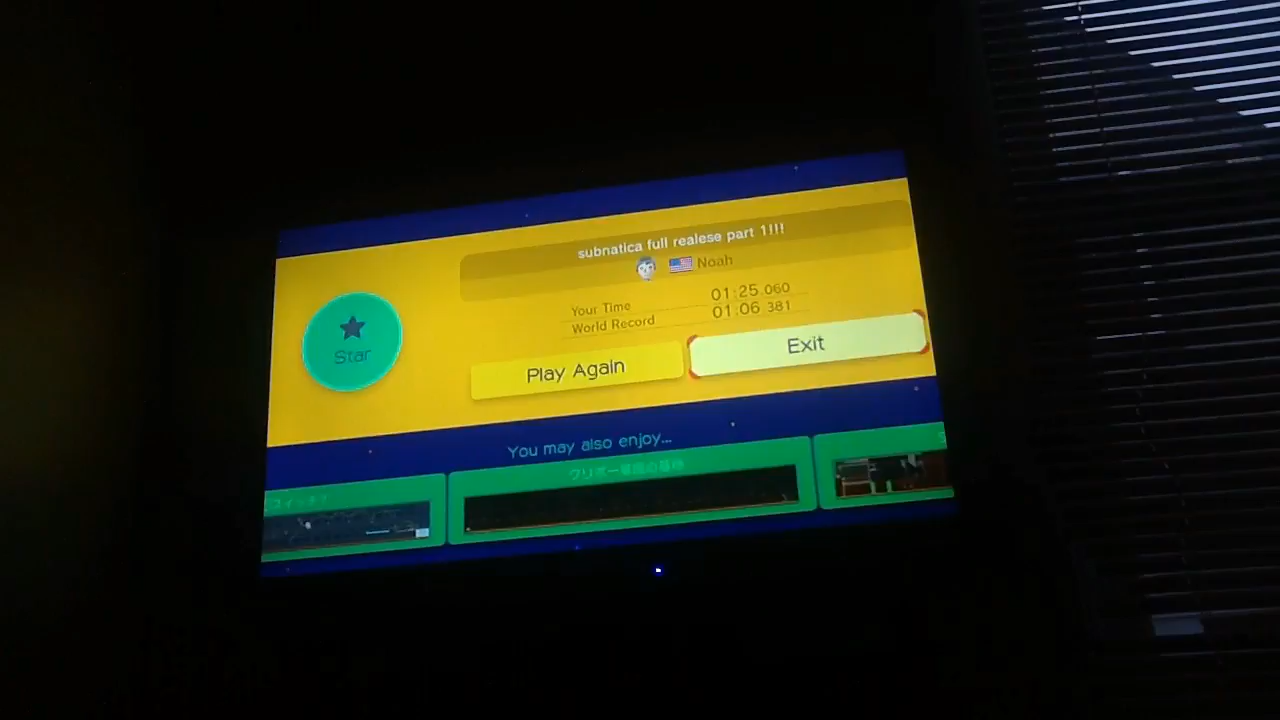 subnatica full realese part 1!!!
Noah
Your Time 01:25.060
World Record 01:06.381
Star
Play Again
Exit
You may also enjoy...